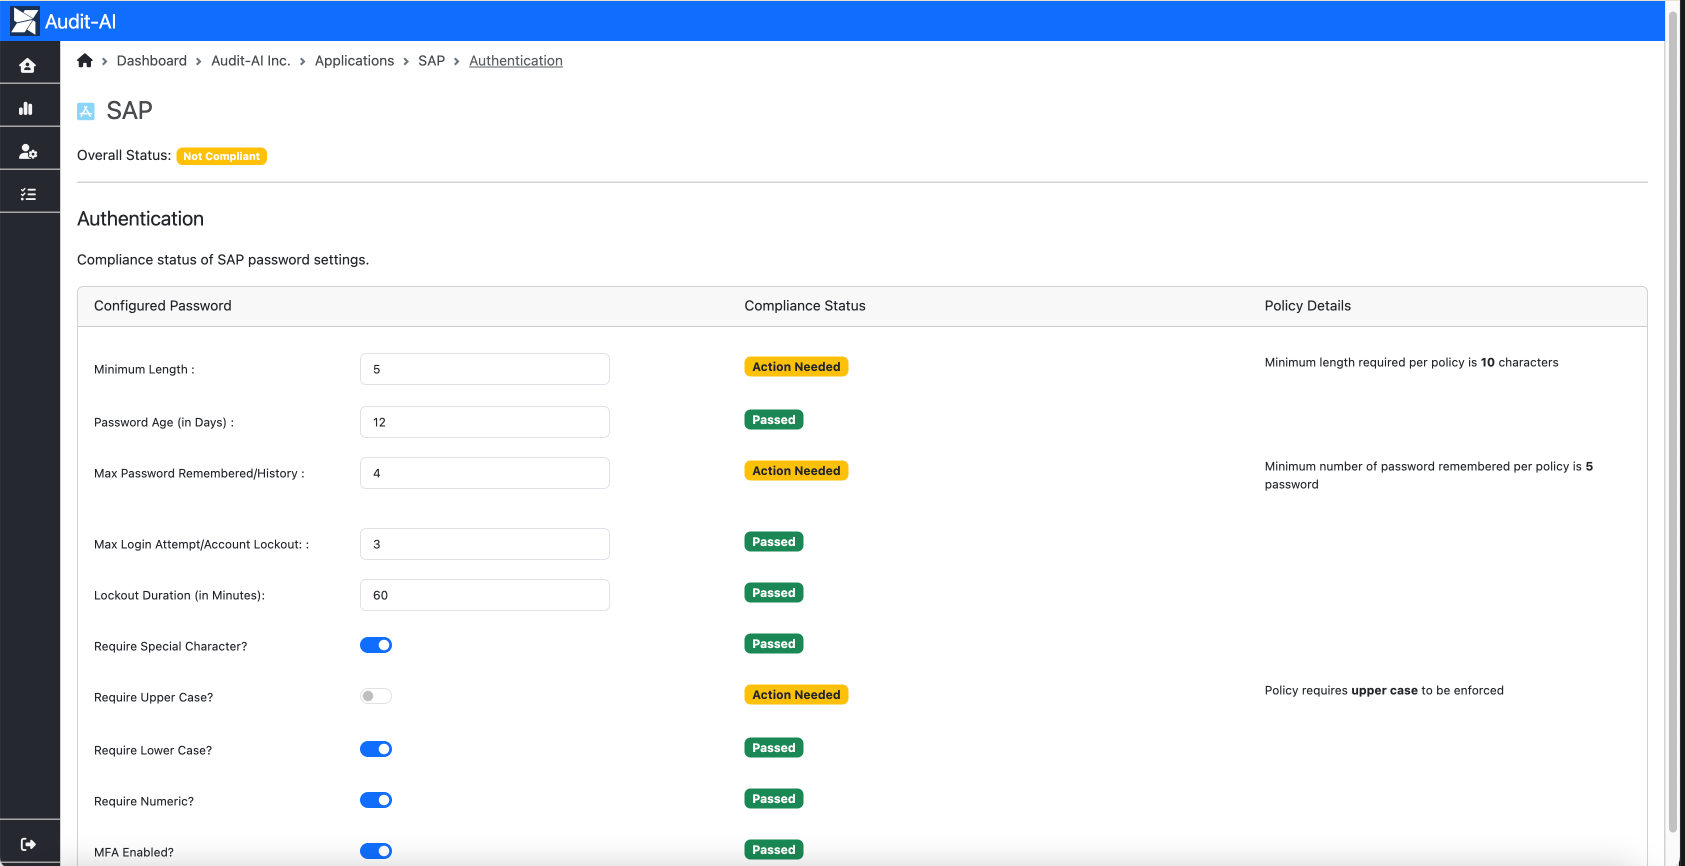 Audit-AI
Dashboard > Audit-AI Inc. > Applications > SAP > Authentication
SAP
Overall Status: Not Compliant
Authentication
Compliance status of SAP password settings.
Configured Password Compliance Status Policy Details
Minimum Length : 5 Action Needed Minimum length required per policy is 10 characters
Password Age (in Days) : 12 Passed
Max Password Remembered/History : 4 Action Needed Minimum number of password remembered per policy is 5
password
Max Login Attempt/Account Lockout: : 3 Passed
Lockout Duration (in Minutes): 60 Passed
Require Special Character? Passed
Require Upper Case? Action Needed Policy requires upper case to be enforced
Require Lower Case? Passed
Require Numeric? Passed
MFA Enabled? Passed